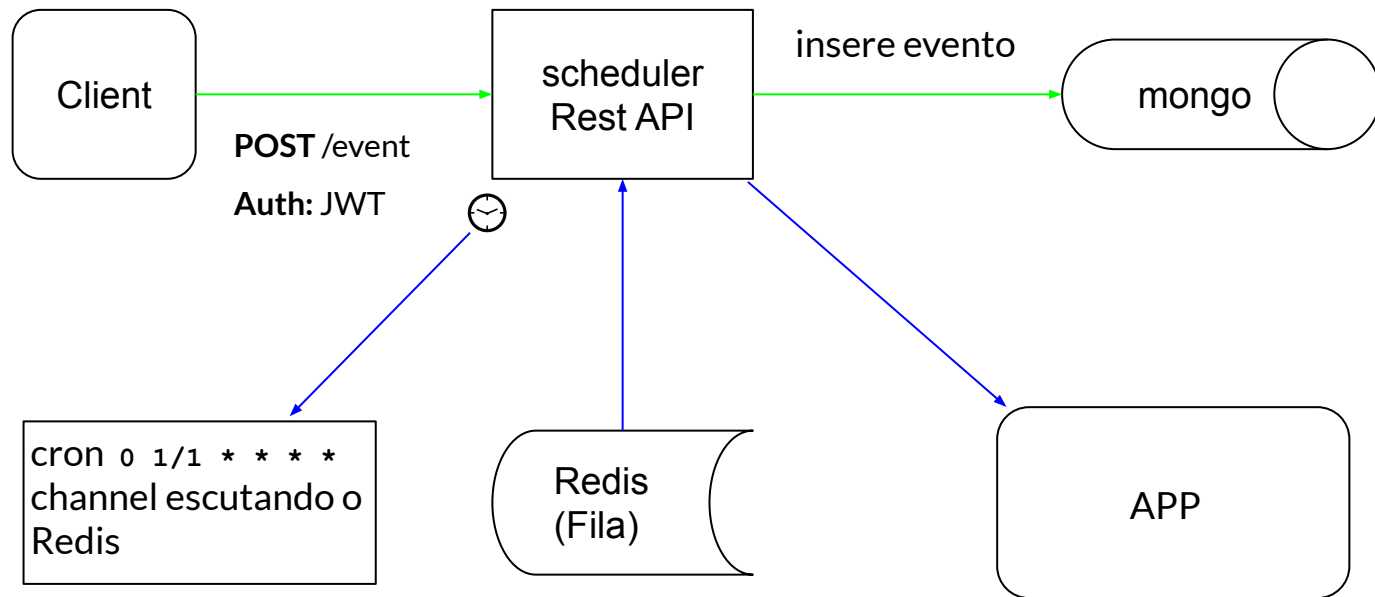 Client
POST /event
Auth: JWT
scheduler
Rest API
insere evento
mongo
cron 0 1/1 * * * *
channel escutando o
Redis
Redis
(Fila)
APP